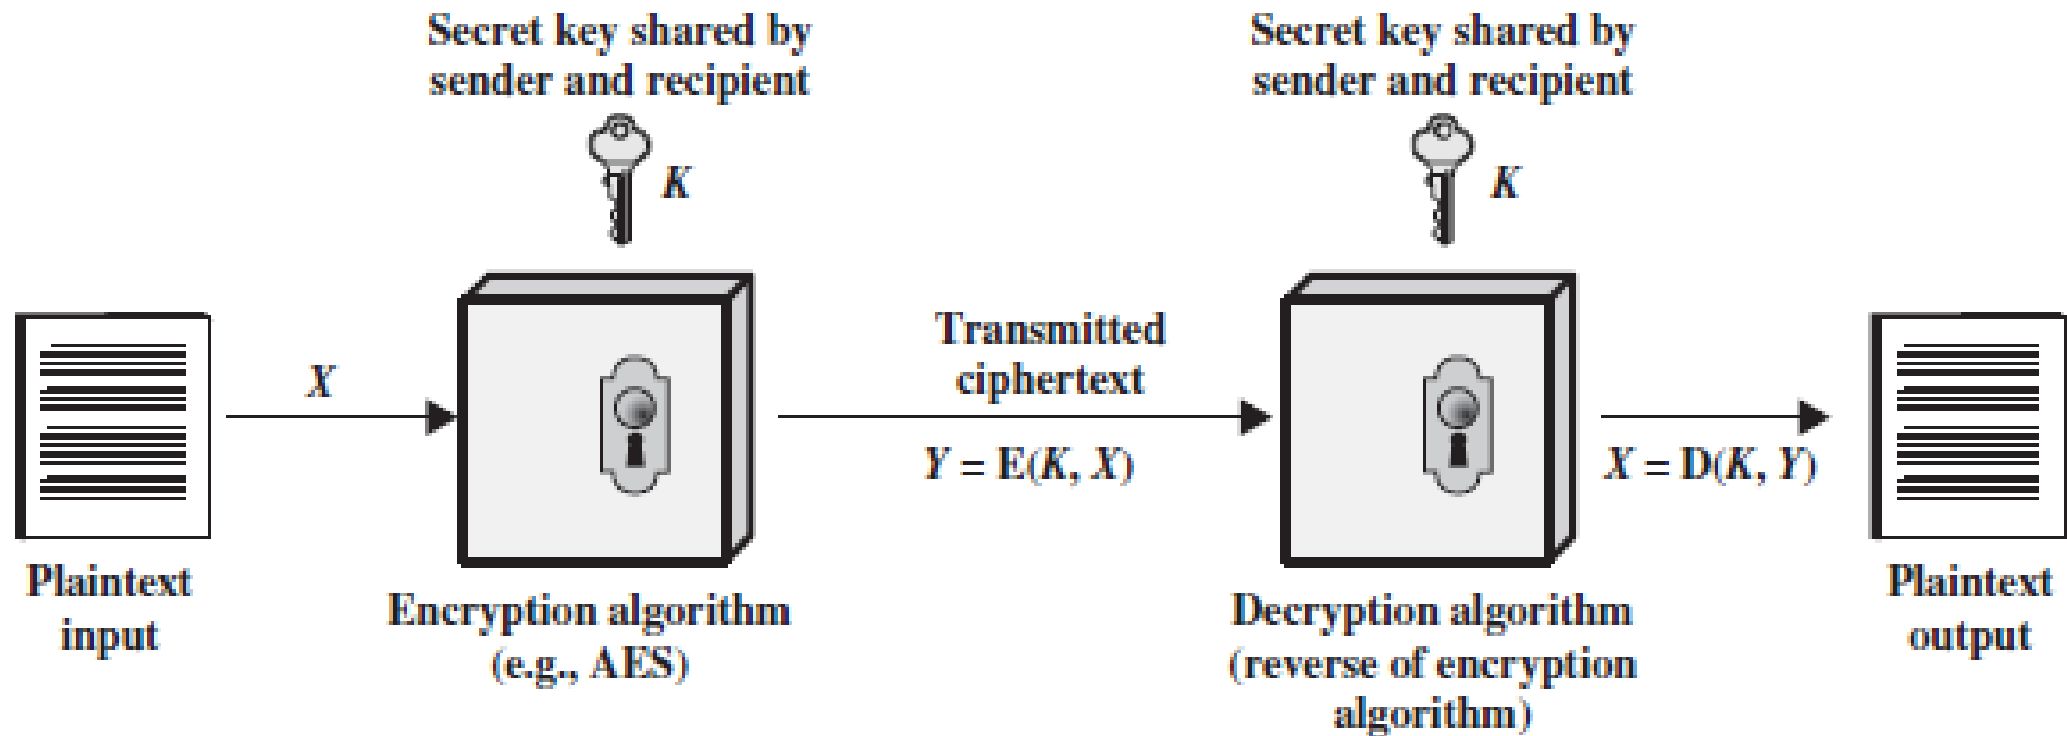 Secret key shared by
sender and recipient
K
Secret key shared by
sender and recipient
K
X
Transmitted
ciphertext
Y = E(K, X)
X = D(K, Y)
Plaintext
input
Encryption algorithm
(e.g., AES)
Decryption algorithm
(reverse of encryption
algorithm)
Plaintext
output